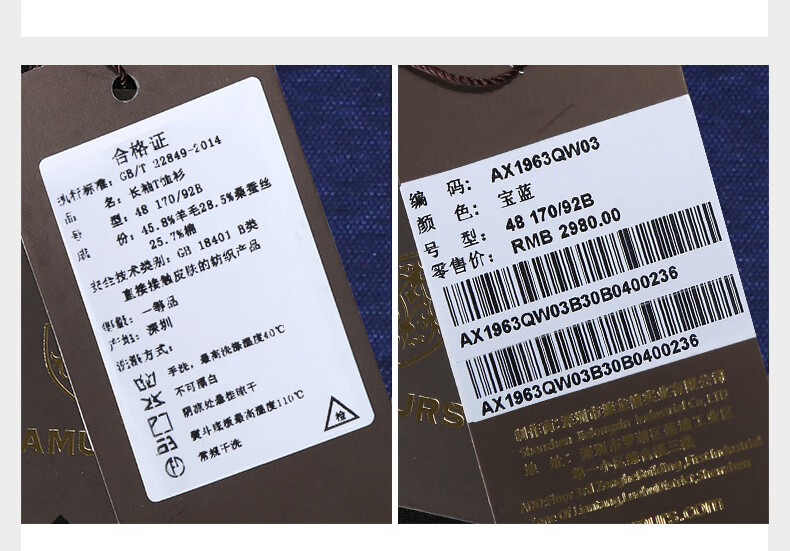 合格证
执行标准: GB/T 22849-2014
品 名: 长袖T恤衫
号 型: 48 170/92B
成 份: 45.8%羊毛28.5%桑蚕丝
25.7%棉
安全技术类别: GB 18401 B类
直接接触皮肤的纺织产品
等级: 一等品
产地: 深圳
洗涤方式:
手洗,最高洗涤温度40℃
不可漂白
阴凉处悬挂晾干
熨斗底板最高温度110℃
常规干洗
检
AMU
编 码: AX1963QW03
颜 色: 宝蓝
号 型: 48 170/92B
零售价: RMB 2980.00
AX1963QW03B30B0400236
AX1963QW03B30B0400236
URS
Industrial Co.,LTD